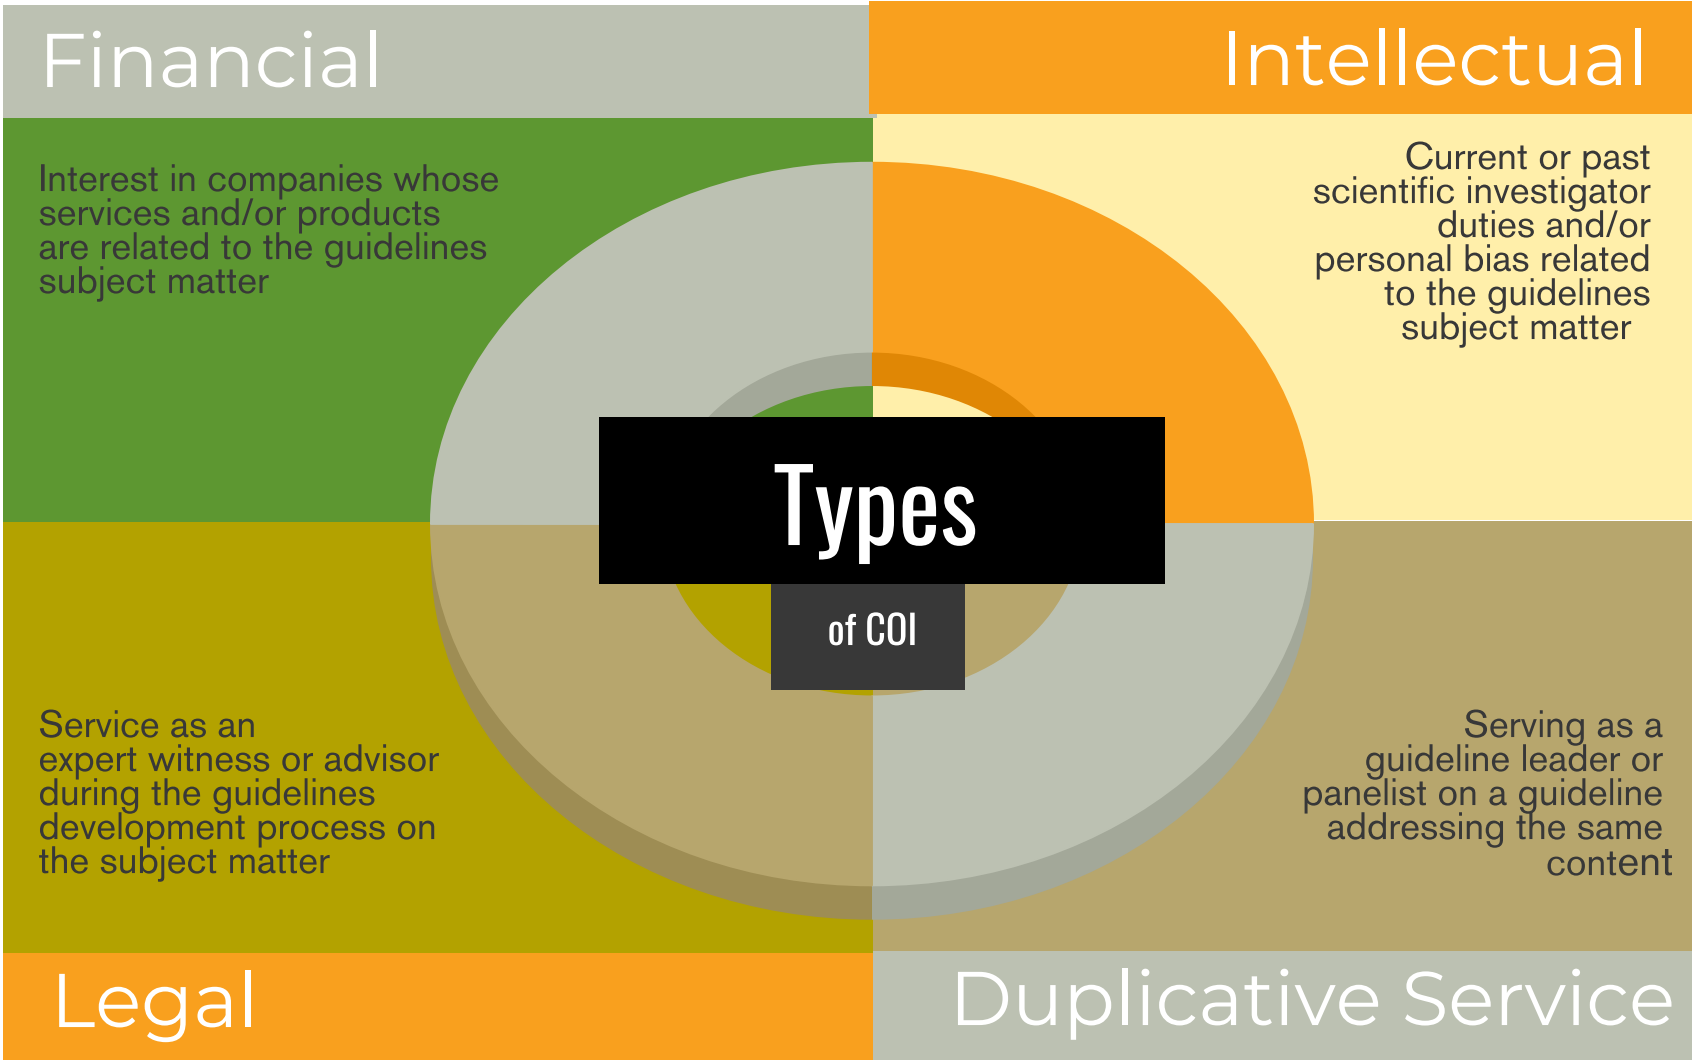 Financial
Interest in companies whose
services and/or products
are related to the guidelines
subject matter
Intellectual
Current or past
scientific investigator
duties and/or
personal bias related
to the guidelines
subject matter
Types
of COI
Service as an
expert witness or advisor
during the guidelines
development process on
the subject matter
Legal
Serving as a
guideline leader or
panelist on a guideline
addressing the same
content
Duplicative Service